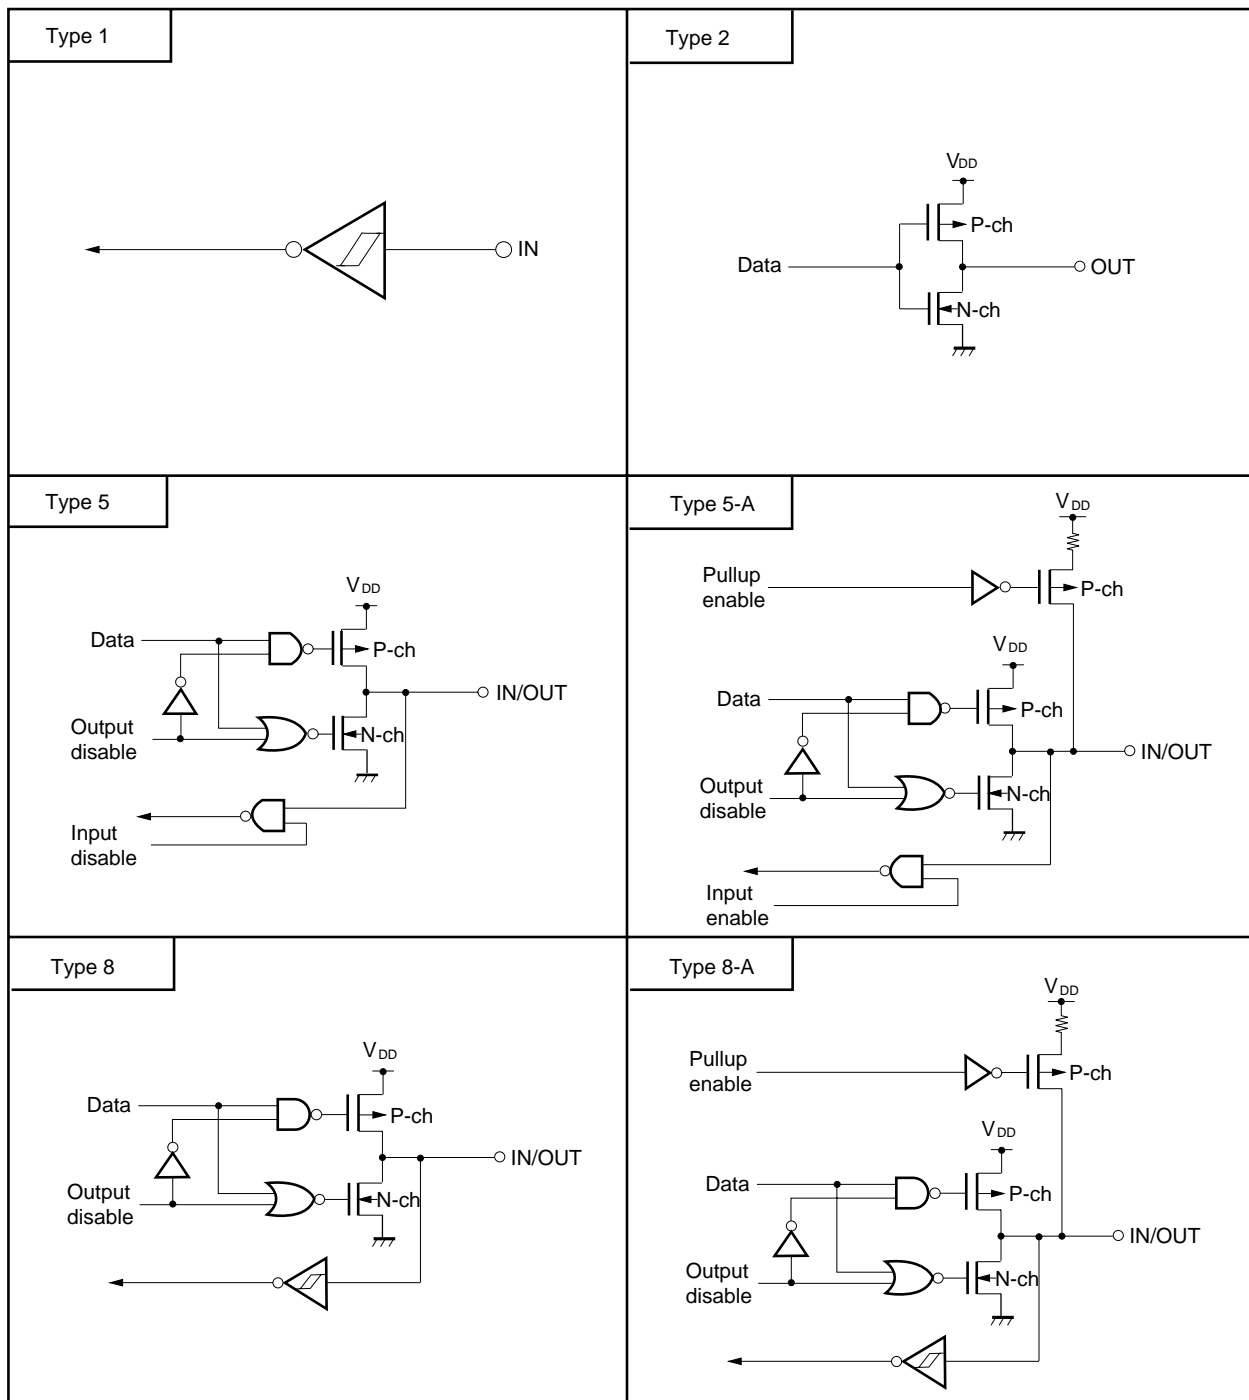 Type 1
IN
Type 2
VDD
P-ch
Data
OUT
N-ch
Type 5
VDD
Data
P-ch
IN/OUT
Output
disable
N-ch
Input
disable
Type 5-A
VDD
Pullup
enable
P-ch
VDD
Data
P-ch
IN/OUT
Output
disable
N-ch
Input
enable
Type 8
VDD
Data
P-ch
IN/OUT
Output
disable
N-ch
Type 8-A
VDD
Pullup
enable
P-ch
VDD
Data
P-ch
IN/OUT
Output
disable
N-ch